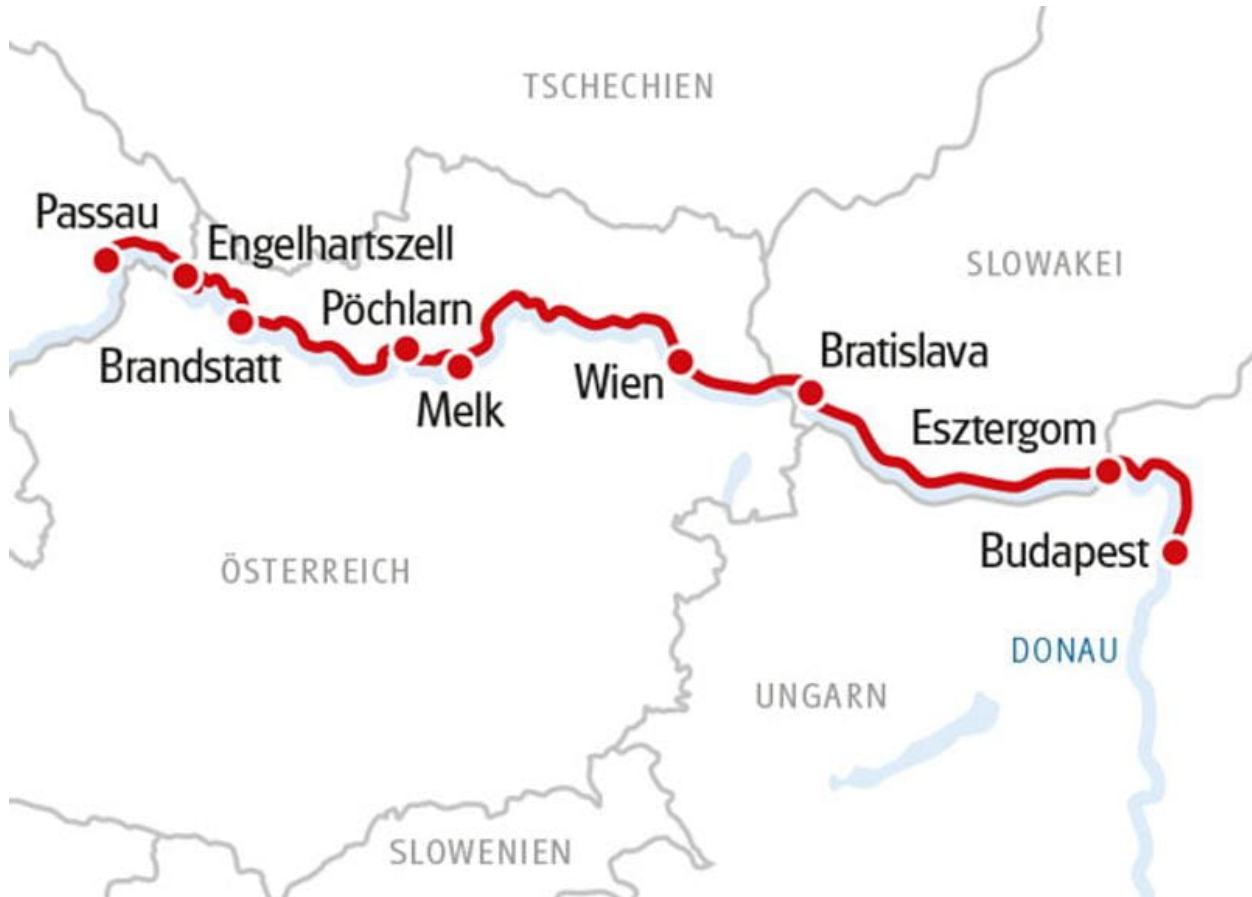 TSCHECHIEN
Passau
Engelhartszell
SLOWAKEI
Pöchlarn
Brandstatt
Melk
Wien
Bratislava
Esztergom
Budapest
ÖSTERREICH
DONAU
UNGARN
SLOWENIEN